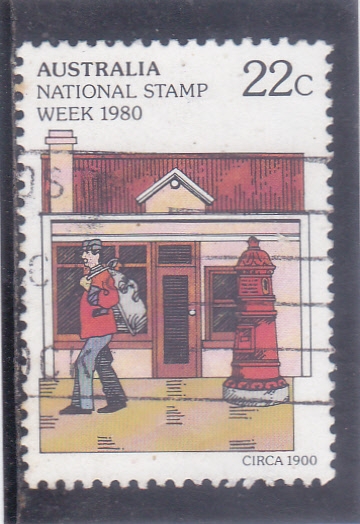 AUSTRALIA 22C
NATIONAL STAMP
WEEK 1980
CIRCA 1900